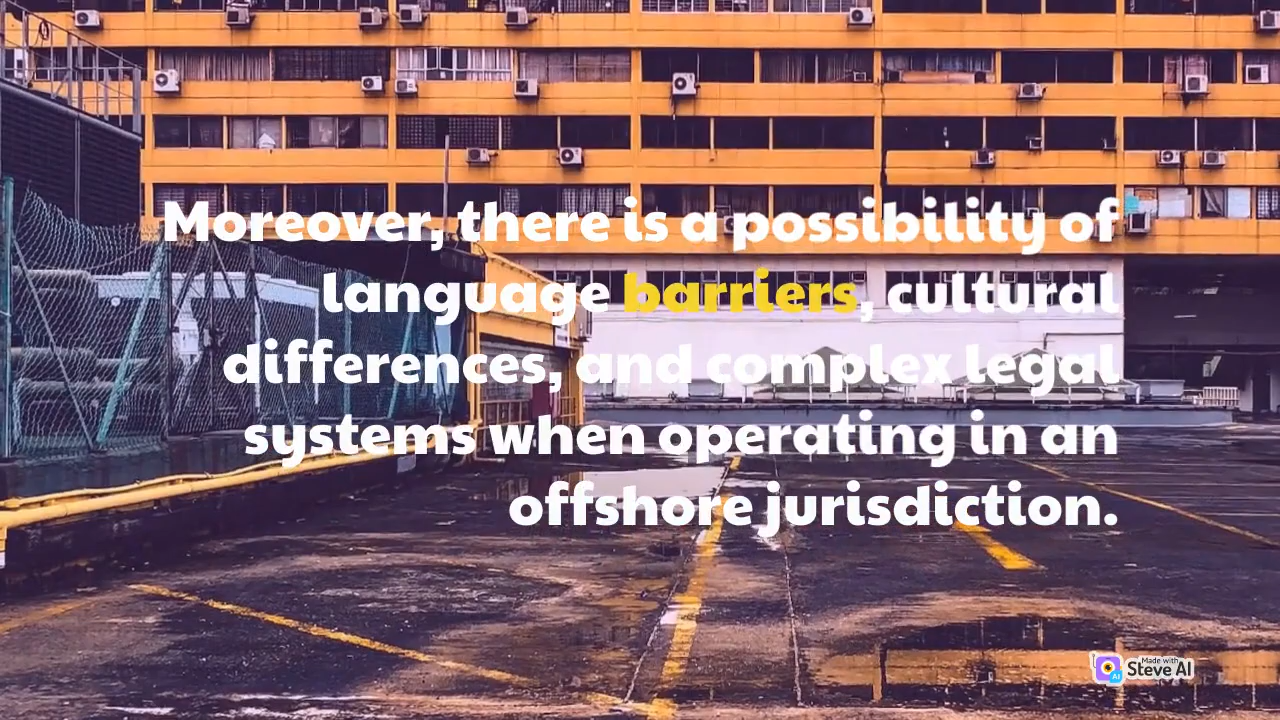 Moreover, there is a possibility of
language barriers, cultural
differences, and complex legal
systems when operating in an
offshore jurisdiction.
Made with
Steve AI
AI